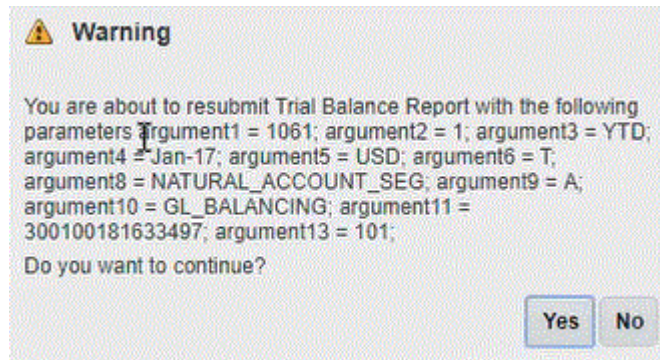 Warning
You are about to resubmit Trial Balance Report with the following
parameters argument1 = 1061; argument2 = 1; argument3 = YTD;
argument4 = Jan-17; argument5 = USD; argument6 = T;
argument8 = NATURAL_ACCOUNT_SEG; argument9 = A;
argument10 = GL_BALANCING; argument11 =
300100181633497; argument13 = 101;
Do you want to continue?
Yes No